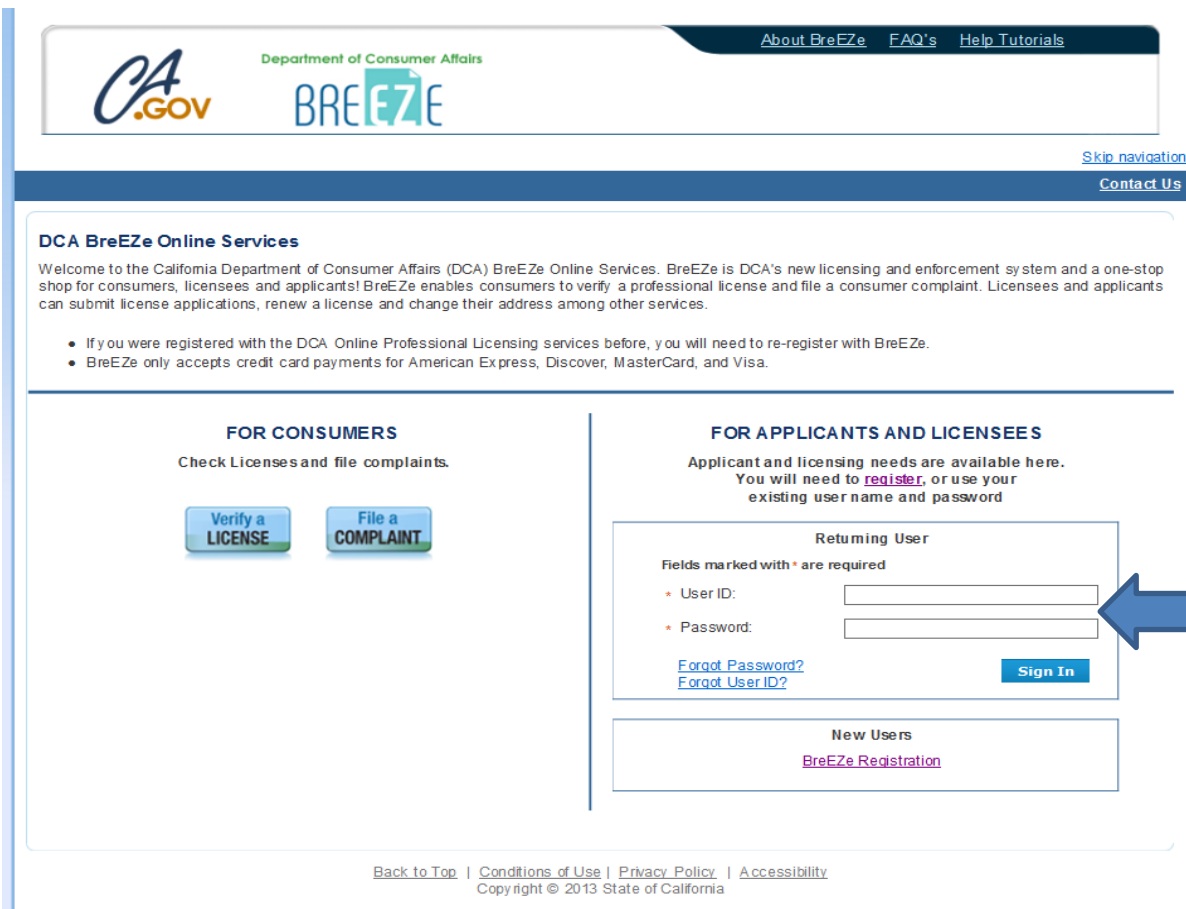 About BreEZe FAQ's Help Tutorials
CA.GOV
Department of Consumer Affairs
BREEZE
Skip navigation
Contact Us
DCA BreEZe Online Services
Welcome to the California Department of Consumer Affairs (DCA) BreEZe Online Services. BreEZe is DCA's new licensing and enforcement system and a one-stop
shop for consumers, licensees and applicants! BreEZe enables consumers to verify a professional license and file a consumer complaint. Licensees and applicants
can submit license applications, renew a license and change their address among other services.
• If you were registered with the DCA Online Professional Licensing services before, you will need to re-register with BreEZe.
• BreEZe only accepts credit card payments for American Express, Discover, MasterCard, and Visa.
FOR CONSUMERS
Check Licenses and file complaints.
Verify a
LICENSE
File a
COMPLAINT
FOR APPLICANTS AND LICENSEES
Applicant and licensing needs are available here.
You will need to register, or use your
existing user name and password
Returning User
Fields marked with * are required
* User ID:
* Password:
Forgot Password?
Forgot User ID?
Sign In
New Users
BreEZe Registration
Back to Top | Conditions of Use | Privacy Policy | Accessibility
Copyright © 2013 State of California